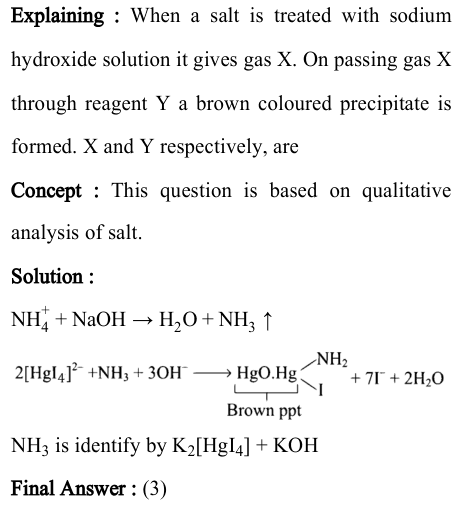 Explaining : When a salt is treated with sodium
hydroxide solution it gives gas X. On passing gas X
through reagent Y a brown coloured precipitate is
formed. X and Y respectively, are
Concept : This question is based on qualitative
analysis of salt.
Solution :
NH₄⁺ + NaOH → H₂O + NH₃ ↑
2[HgI₄]²⁻ +NH₃ + 3OH⁻ ⟶ HgO.Hg NH₂ I + 7I⁻ + 2H₂O
Brown ppt
NH₃ is identify by K₂[HgI₄] + KOH
Final Answer : (3)